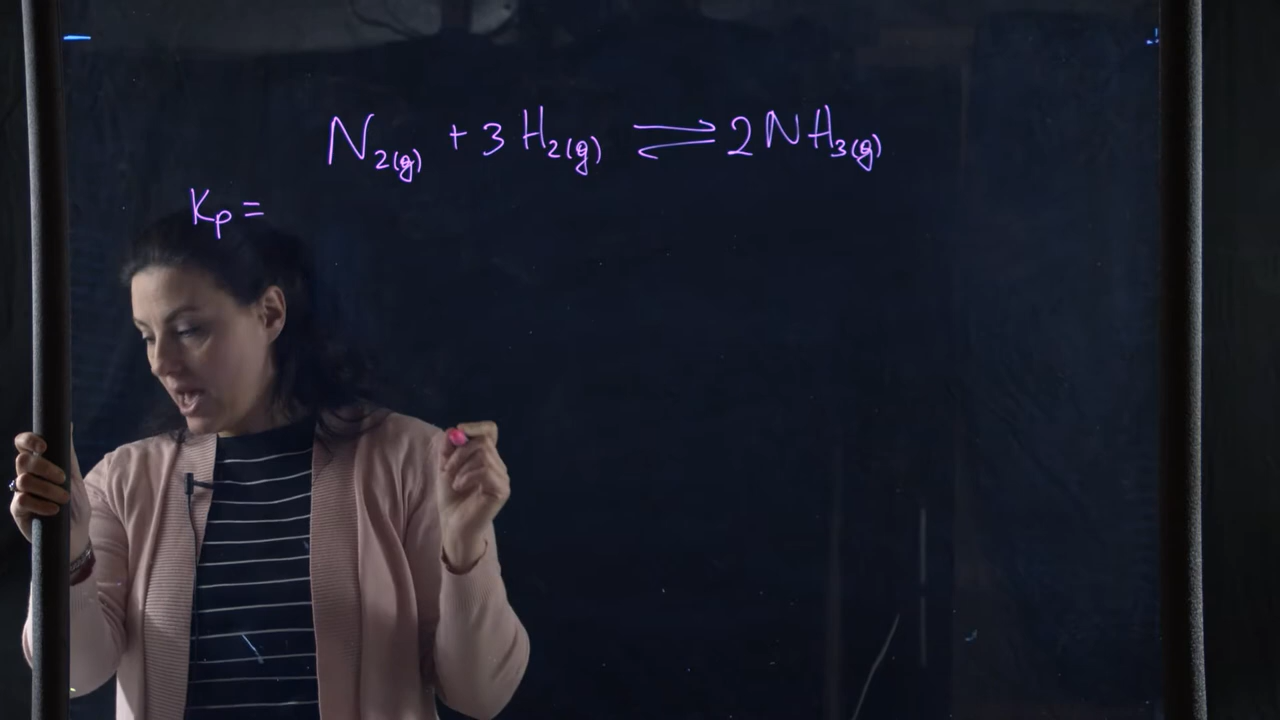 N₂(g) + 3 H₂(g) ⇌ 2 NH₃(g)
Kp =